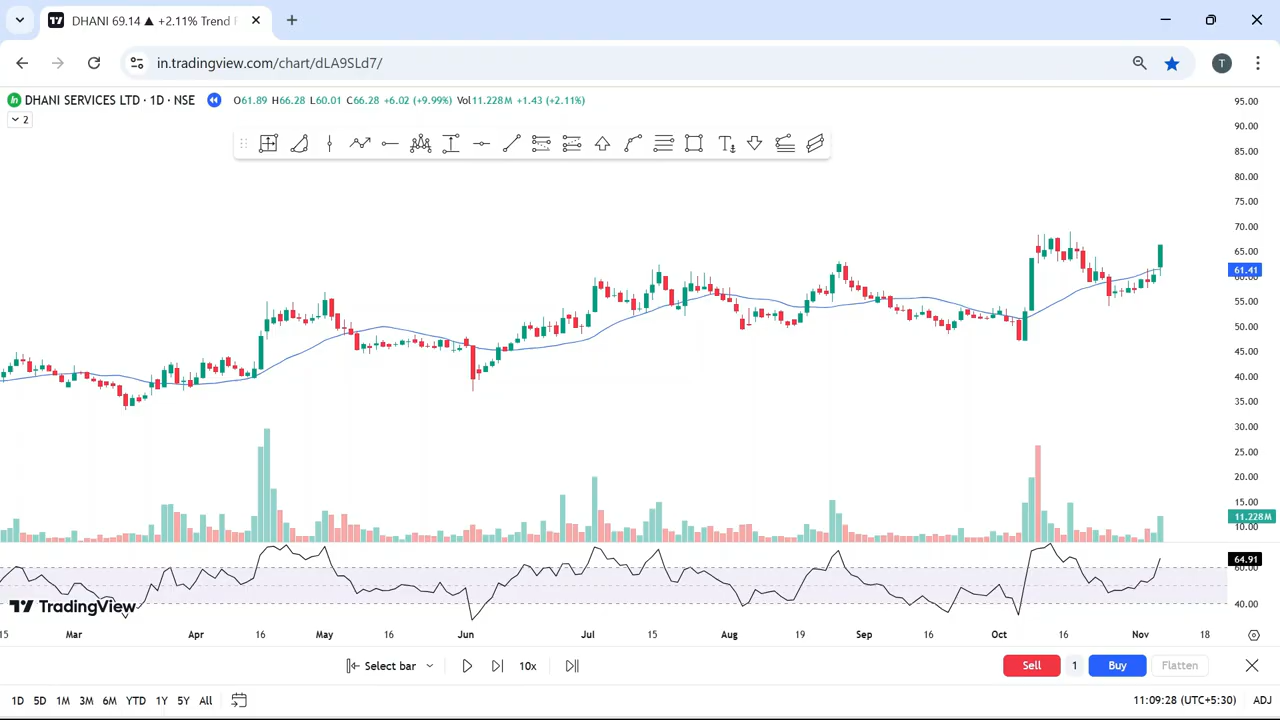 DHANI 69.14 ▲ +2.11% Trend
in.tradingview.com/chart/dLA9SLd7/
T
DHANI SERVICES LTD · 1D · NSE O61.89 H66.28 L60.01 C66.28 +6.02 (+9.99%) Vol11.228M +1.43 (+2.11%)
2
95.00
90.00
85.00
80.00
75.00
70.00
65.00
61.41
60.00
55.00
50.00
45.00
40.00
35.00
30.00
25.00
20.00
15.00
11.228M
10.00
64.91
60.00
40.00
TradingView
15 Mar Apr 16 May 16 Jun Jul 15 Aug 19 Sep 16 Oct 16 Nov 18
Select bar 10x Sell 1 Buy Flatten
1D 5D 1M 3M 6M YTD 1Y 5Y All 11:09:28 (UTC+5:30) ADJ